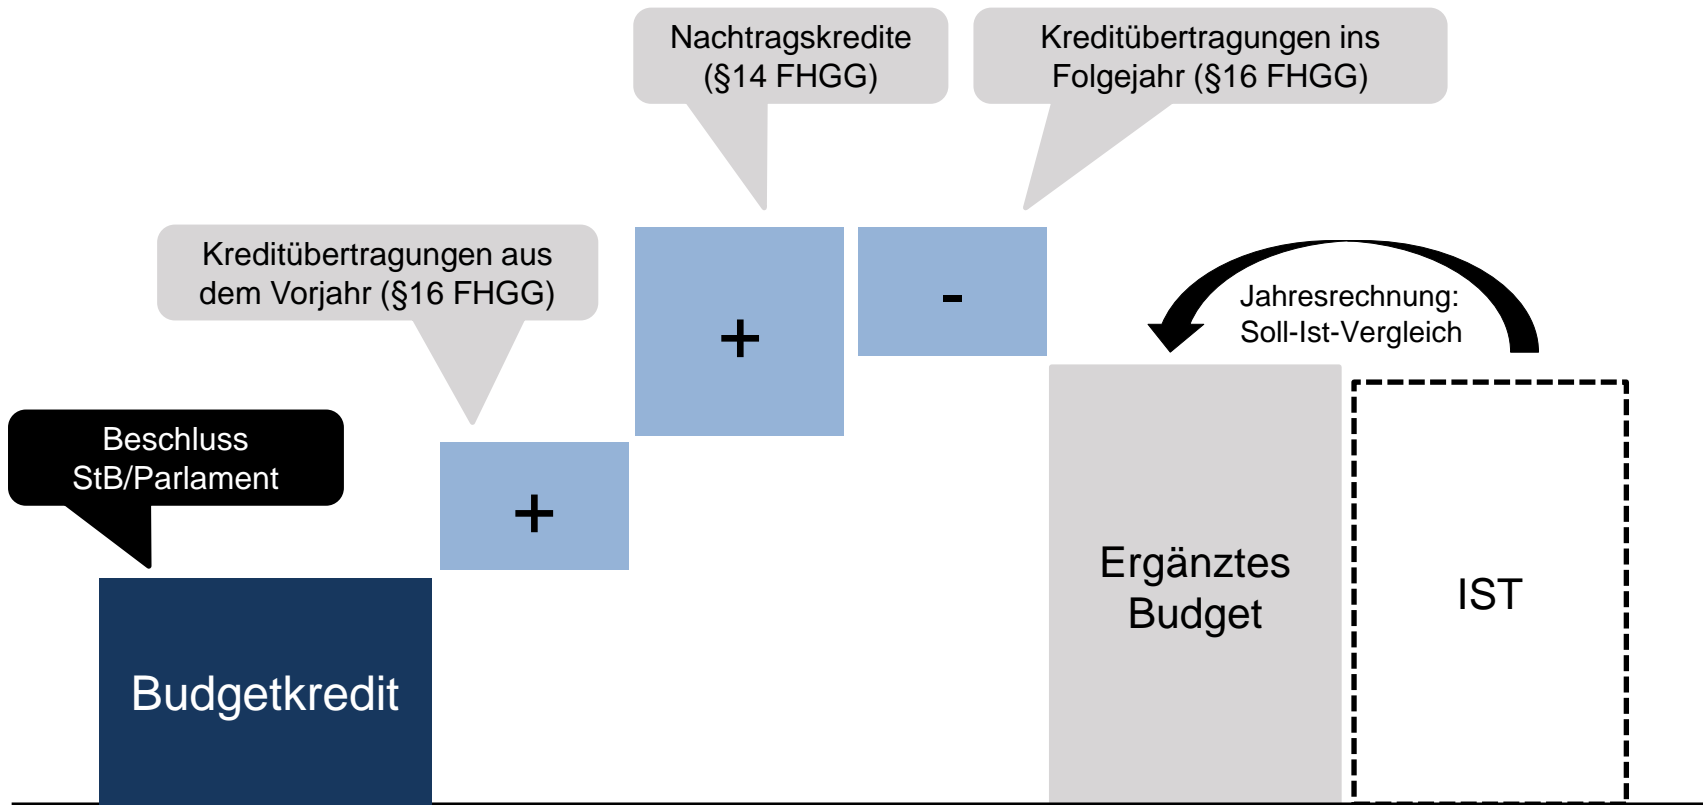 Nachtragskredite
(§14 FHGG)
Kreditübertragungen ins
Folgejahr (§16 FHGG)
Kreditübertragungen aus
dem Vorjahr (§16 FHGG)
+
-
Jahresrechnung:
Soll-Ist-Vergleich
Beschluss
StB/Parlament
+
Ergänztes
Budget
IST
Budgetkredit